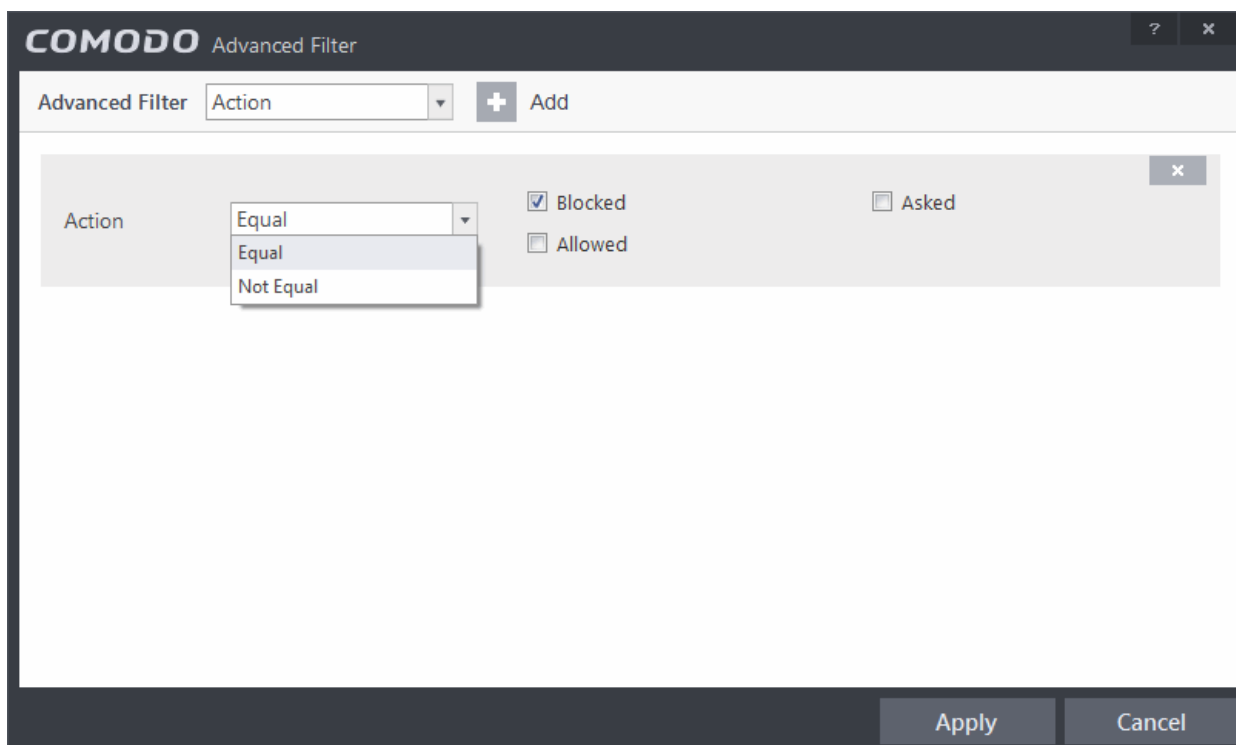 COMODO Advanced Filter ? x
Advanced Filter Action + Add
x
Action Equal Blocked Asked
Equal Allowed
Not Equal
Apply Cancel